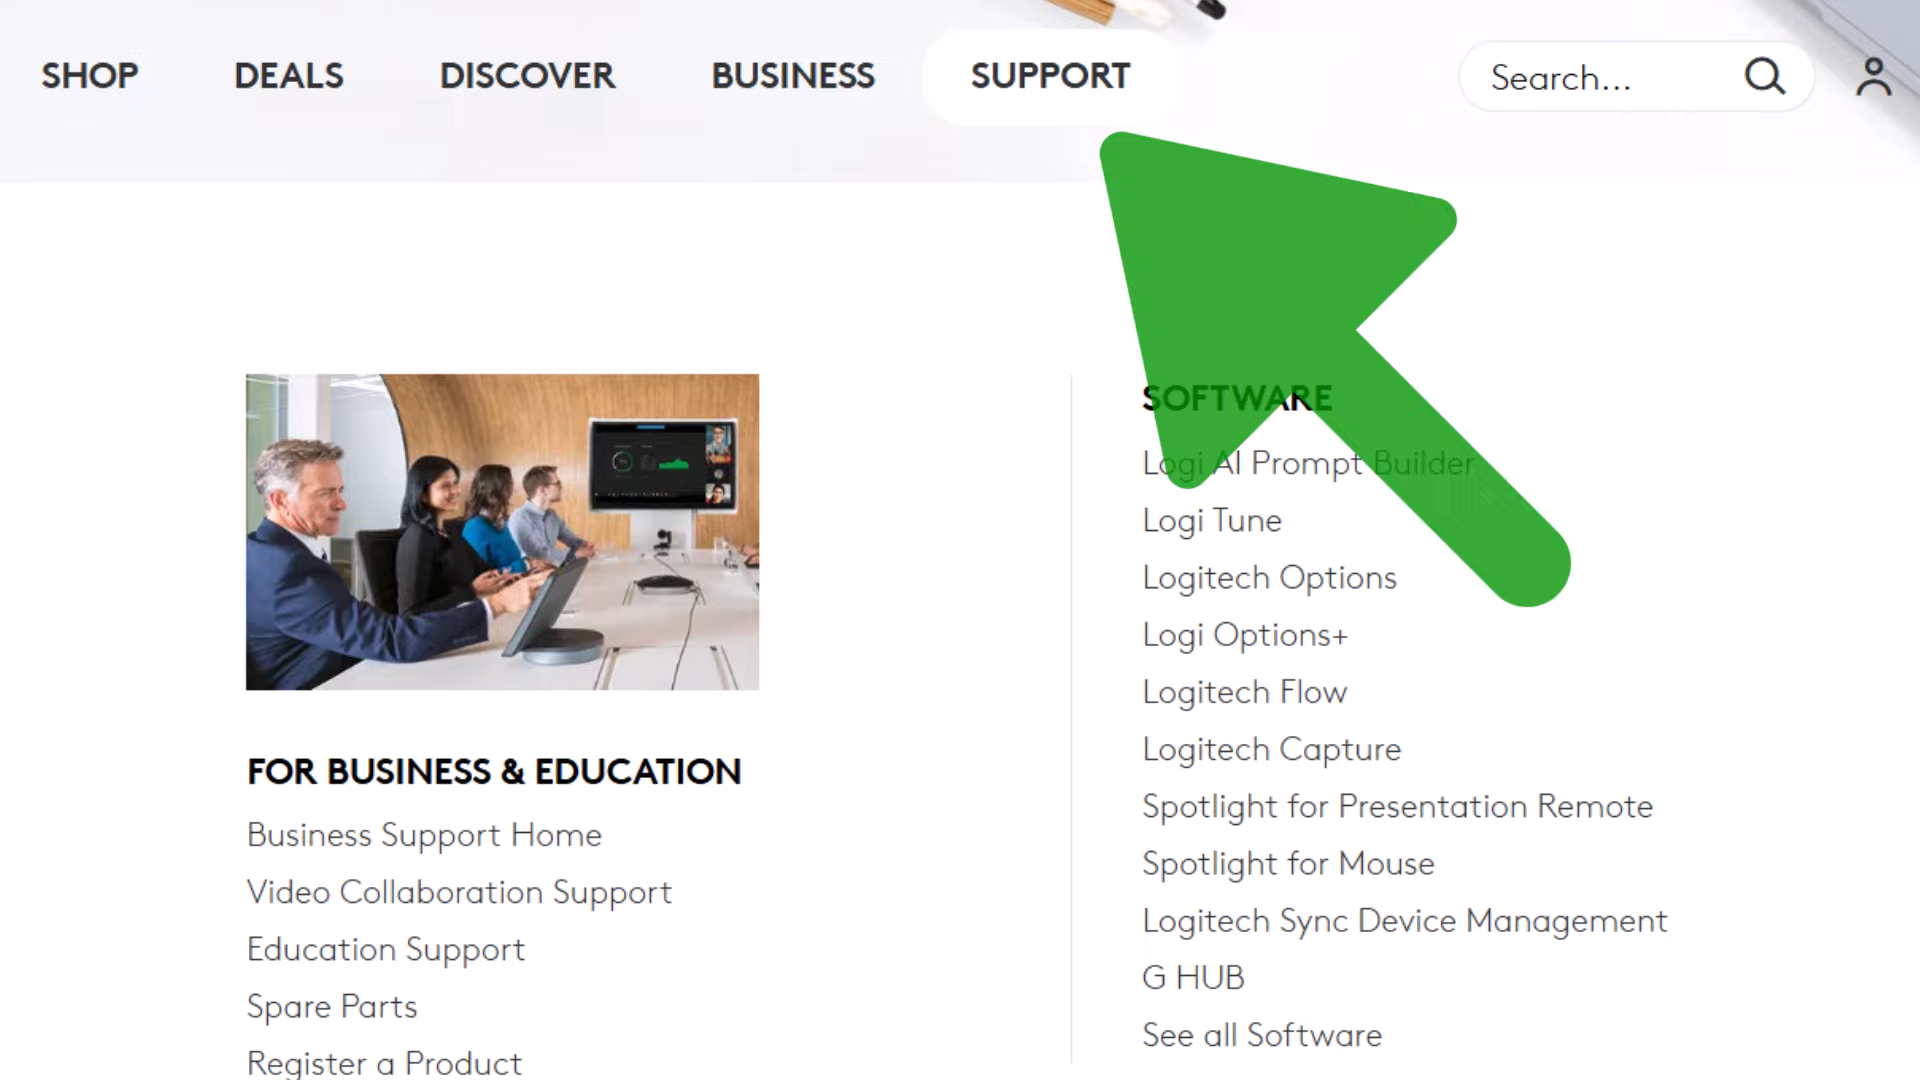 SHOP DEALS DISCOVER BUSINESS SUPPORT Search...
FOR BUSINESS & EDUCATION
Business Support Home
Video Collaboration Support
Education Support
Spare Parts
Register a Product
SOFTWARE
Logi AI Prompt Builder
Logi Tune
Logitech Options
Logi Options+
Logitech Flow
Logitech Capture
Spotlight for Presentation Remote
Spotlight for Mouse
Logitech Sync Device Management
G HUB
See all Software